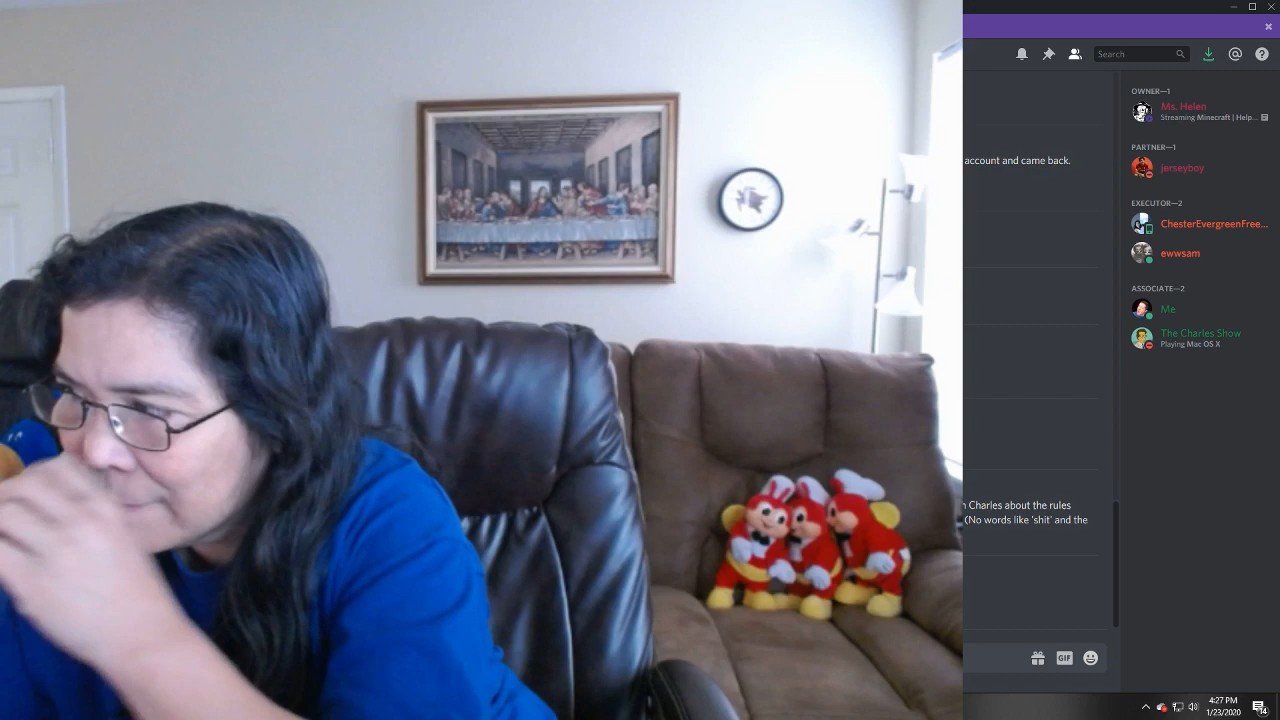 Search
OWNER—1
Ms. Helen
Streaming Minecraft | Help...
account and came back.
PARTNER—1
jerseyboy
EXECUTOR—2
ChesterEvergreenFree...
ewwsam
ASSOCIATE—2
Me
The Charles Show
Playing Mac OS X
Charles about the rules
(No words like 'shit' and the
GIF
4:27 PM
1/23/2020